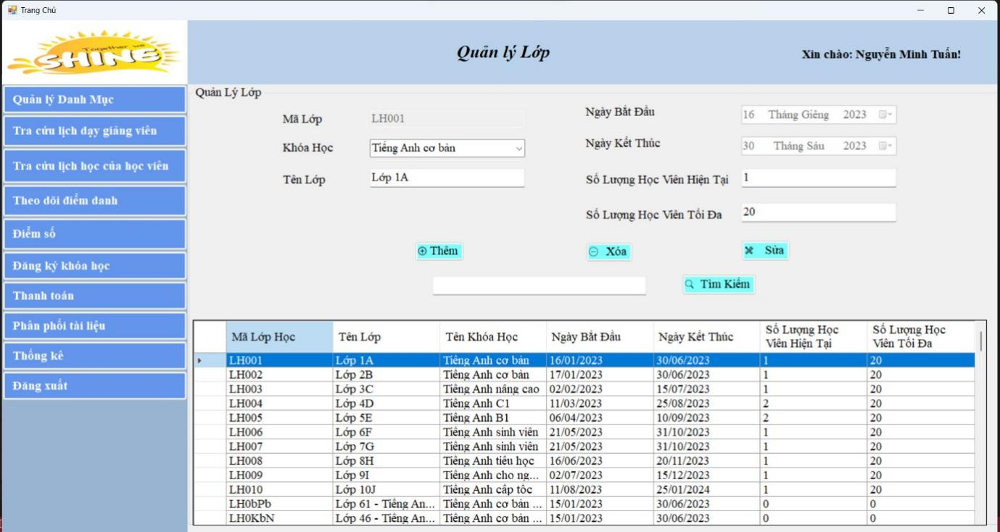 Trang Chủ
Together we
SHINE
Quản lý Lớp
Xin chào: Nguyễn Minh Tuấn!
Quản lý Danh Mục
Tra cứu lịch dạy giảng viên
Tra cứu lịch học của học viên
Theo dõi điểm danh
Điểm số
Đăng ký khóa học
Thanh toán
Phân phối tài liệu
Thống kê
Đăng xuất
Quản Lý Lớp
Mã Lớp LH001
Khóa Học Tiếng Anh cơ bản
Tên Lớp Lớp 1A
Ngày Bắt Đầu 16 Tháng Giêng 2023
Ngày Kết Thúc 30 Tháng Sáu 2023
Số Lượng Học Viên Hiện Tại 1
Số Lượng Học Viên Tối Đa 20
Thêm Xóa Sửa
Tìm Kiếm
Mã Lớp Học Tên Lớp Tên Khóa Học Ngày Bắt Đầu Ngày Kết Thúc Số Lượng Học Viên Hiện Tại Số Lượng Học Viên Tối Đa
LH001 Lớp 1A Tiếng Anh cơ bản 16/01/2023 30/06/2023 1 20
LH002 Lớp 2B Tiếng Anh cơ bản 17/01/2023 30/06/2023 1 20
LH003 Lớp 3C Tiếng Anh nâng cao 02/02/2023 15/07/2023 1 20
LH004 Lớp 4D Tiếng Anh C1 11/03/2023 25/08/2023 2 20
LH005 Lớp 5E Tiếng Anh B1 06/04/2023 10/09/2023 2 20
LH006 Lớp 6F Tiếng Anh sinh viên 21/05/2023 31/10/2023 1 20
LH007 Lớp 7G Tiếng Anh sinh viên 21/05/2023 31/10/2023 1 20
LH008 Lớp 8H Tiếng Anh tiểu học 16/06/2023 20/11/2023 1 20
LH009 Lớp 9I Tiếng Anh cho ng... 02/07/2023 15/12/2023 1 20
LH010 Lớp 10J Tiếng Anh cấp tốc 11/08/2023 25/01/2024 1 20
LH0bPb Lớp 61 - Tiếng An... Tiếng Anh cơ bản ... 15/01/2023 30/06/2023 0 0
LH0KbN Lớp 46 - Tiếng An... Tiếng Anh cơ bản ... 15/01/2023 30/06/2023 0 0